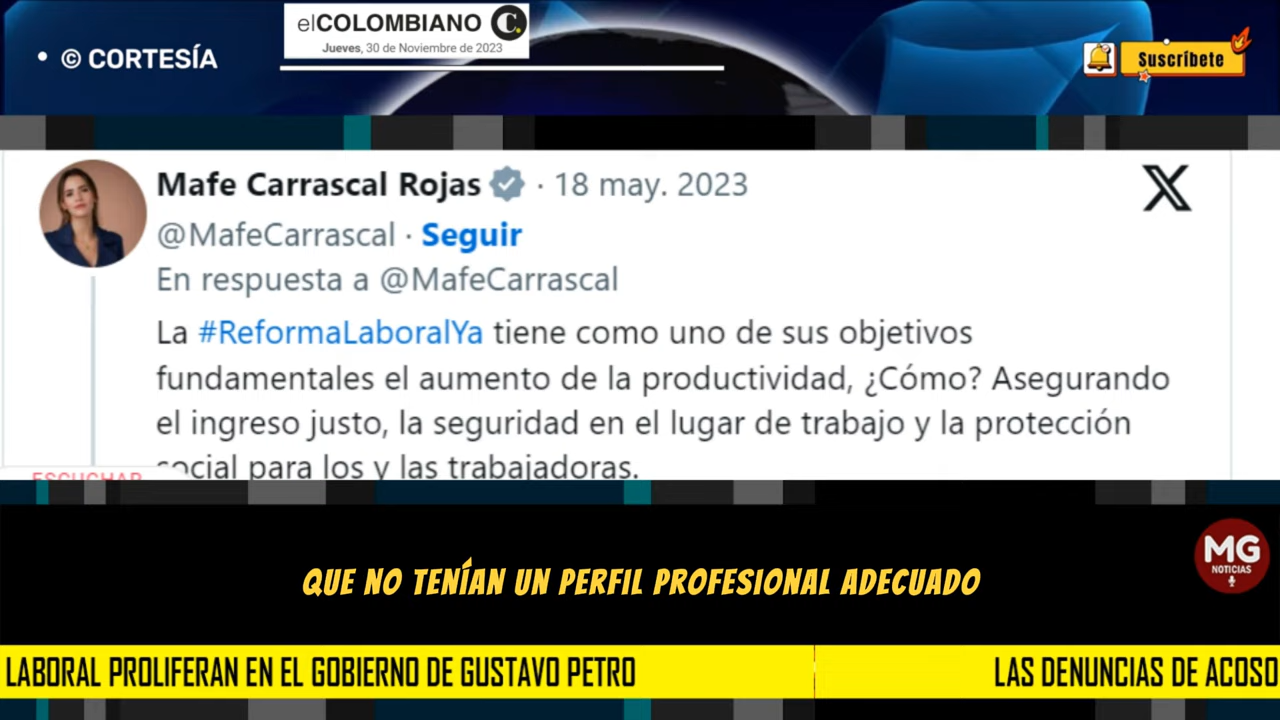 • © CORTESÍA
elCOLOMBIANO C.
Jueves, 30 de Noviembre de 2023
Suscríbete
Mafe Carrascal Rojas · 18 may. 2023
@MafeCarrascal · Seguir
En respuesta a @MafeCarrascal
La #ReformaLaboralYa tiene como uno de sus objetivos
fundamentales el aumento de la productividad, ¿Cómo? Asegurando
el ingreso justo, la seguridad en el lugar de trabajo y la protección
social para los y las trabajadoras.
ESCUCHAR
QUE NO TENÍAN UN PERFIL PROFESIONAL ADECUADO
MG
NOTICIAS
LABORAL PROLIFERAN EN EL GOBIERNO DE GUSTAVO PETRO LAS DENUNCIAS DE ACOSO